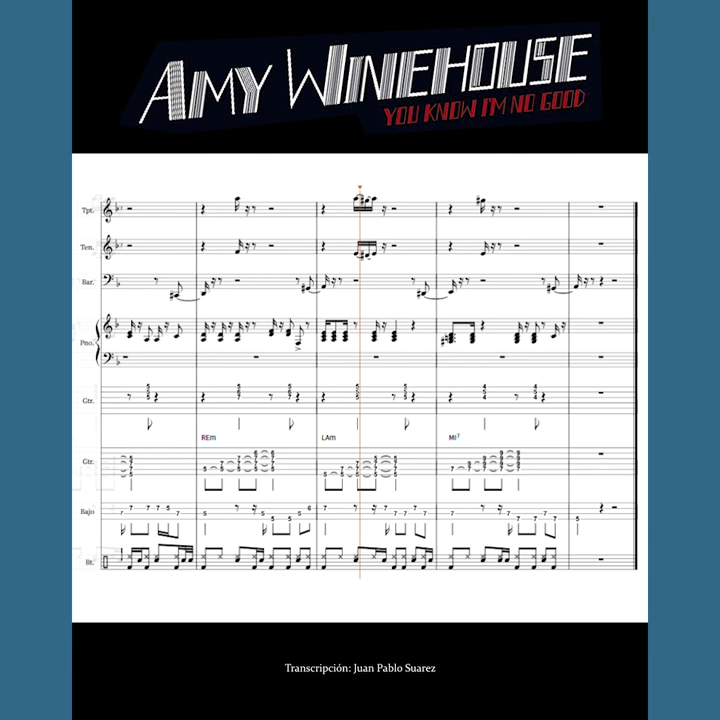 AMY WINEHOUSE
YOU KNOW I'M NO GOOD
Tpt.
Ten.
Bar.
Pno.
Gtr.
REm LAm MI7
Gtr.
Bajo
Bt.
Transcripción: Juan Pablo Suarez